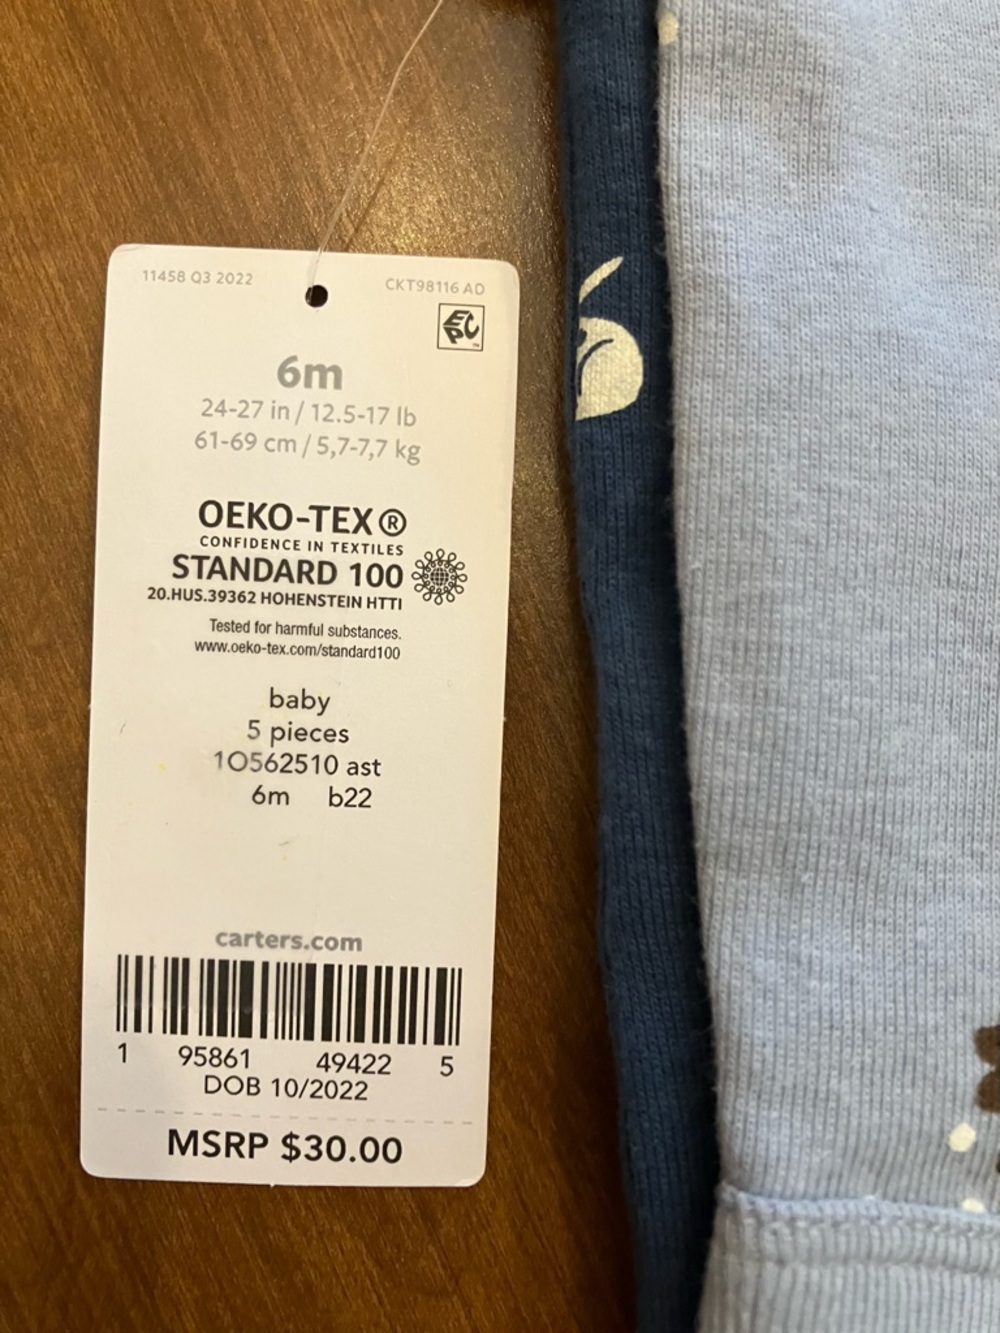 11458 Q3 2022
CKT98116 AD
EPC
TM
6m
24-27 in / 12.5-17 lb
61-69 cm / 5,7-7,7 kg
OEKO-TEX®
CONFIDENCE IN TEXTILES
STANDARD 100
20.HUS.39362 HOHENSTEIN HTTI
Tested for harmful substances.
www.oeko-tex.com/standard100
baby
5 pieces
1O562510 ast
6m b22
carters.com
1 95861 49422 5
DOB 10/2022
MSRP $30.00